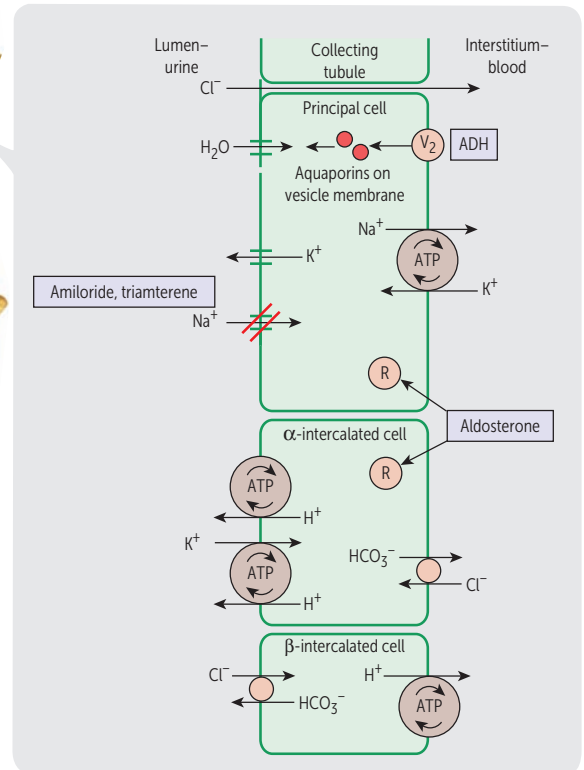 Lumen–
urine
Collecting
tubule
Interstitium–
blood
Cl⁻
Principal cell
H₂O
V₂
ADH
Aquaporins on
vesicle membrane
Na⁺
K⁺
ATP
K⁺
Amiloride, triamterene
Na⁺
R
Aldosterone
α-intercalated cell
R
ATP
H⁺
K⁺
HCO₃⁻
ATP
Cl⁻
H⁺
β-intercalated cell
Cl⁻
H⁺
HCO₃⁻
ATP